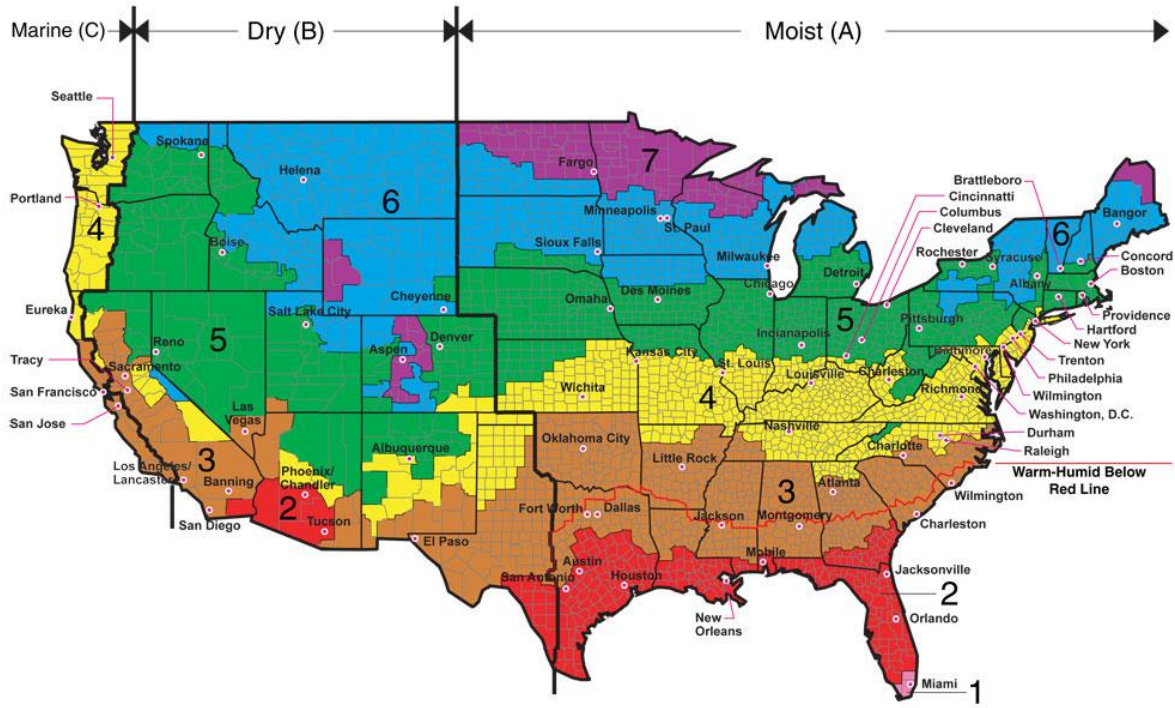 Marine (C)
Dry (B)
Moist (A)
Seattle
Spokane
Helena
6
Fargo
7
Portland
4
Boise
Minneapolis
St. Paul
Sioux Falls
Milwaukee
Brattleboro
Cincinnatti
Columbus
Cleveland
Rochester
Syracuse
6
Bangor
Concord
Boston
Albany
Detroit
Chicago
Cheyenne
Salt Lake City
Eureka
Reno
5
Omaha
Des Moines
Indianapolis
5
Pittsburgh
Providence
Hartford
New York
Trenton
Philadelphia
Wilmington
Washington, D.C.
Baltimore
Denver
Aspen
Tracy
Sacramento
San Francisco
San Jose
Kansas City
St. Louis
Louisville
Charleston
Richmond
Wichita
4
Las
Vegas
Albuquerque
Oklahoma City
Nashville
Charlotte
Durham
Raleigh
Warm-Humid Below
Red Line
3
Los Angeles/
Lancaster
Banning
Phoenix/
Chandler
2
Tucson
San Diego
El Paso
Little Rock
Fort Worth
Dallas
Jackson
3
Montgomery
Atlanta
Wilmington
Charleston
Austin
San Antonio
Houston
Mobile
New
Orleans
Jacksonville
2
Orlando
Miami
1